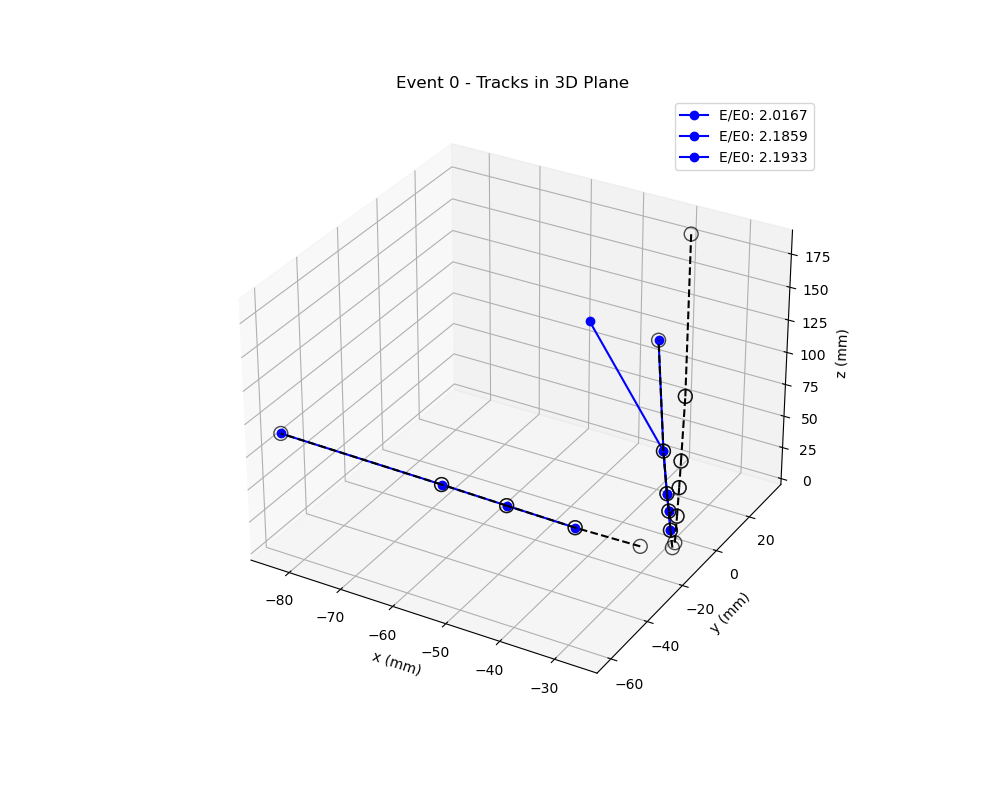 Event 0 - Tracks in 3D Plane
E/E0: 2.0167
E/E0: 2.1859
E/E0: 2.1933
175
150
125
100
75
50
25
0
z (mm)
20
0
−20
−40
−60
y (mm)
−80
−70
−60
−50
−40
−30
x (mm)